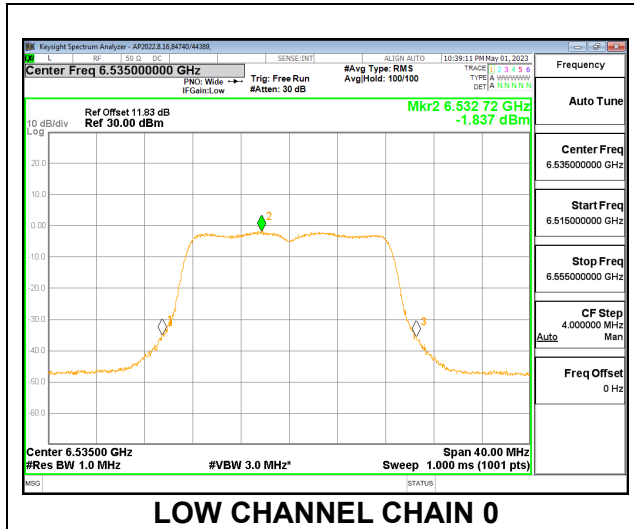 Keysight Spectrum Analyzer - AP2022.8.16,84740/44389,
L RF 50 Ω DC SENSE:INT ALIGN AUTO 10:39:11 PM May 01, 2023
Center Freq 6.535000000 GHz
PNO: Wide
IFGain:Low
Trig: Free Run
#Atten: 30 dB
#Avg Type: RMS
Avg|Hold: 100/100
TRACE 1 2 3 4 5 6
TYPE A WWWWW
DET A N N N N N
Frequency
Ref Offset 11.83 dB
Ref 30.00 dBm
Mkr2 6.532 72 GHz
-1.837 dBm
10 dB/div
Log
20.0
10.0
0.00
-10.0
-20.0
-30.0
-40.0
-50.0
-60.0
1
2
3
Center 6.53500 GHz
#Res BW 1.0 MHz
#VBW 3.0 MHz*
Span 40.00 MHz
Sweep 1.000 ms (1001 pts)
Auto Tune
Center Freq
6.535000000 GHz
Start Freq
6.515000000 GHz
Stop Freq
6.555000000 GHz
CF Step
4.000000 MHz
Auto Man
Freq Offset
0 Hz
MSG
STATUS
LOW CHANNEL CHAIN 0